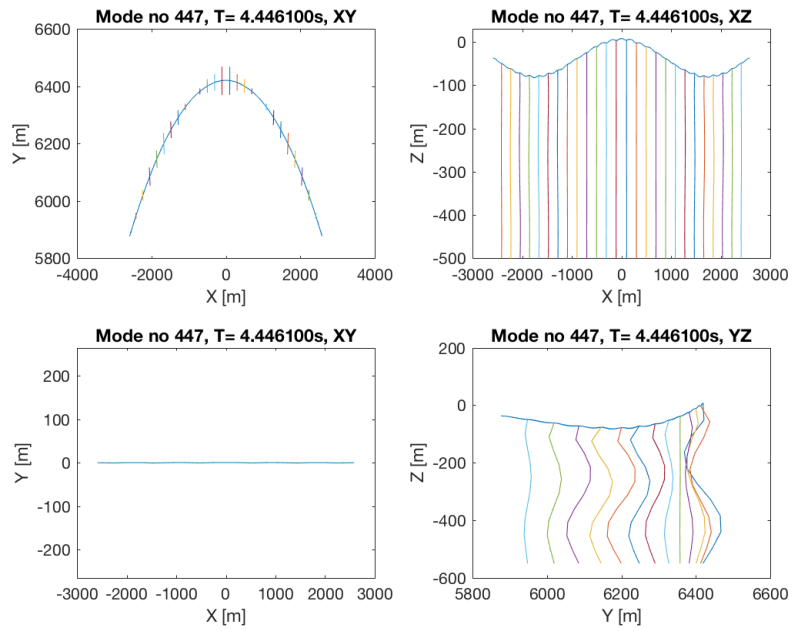 Mode no 447, T= 4.446100s, XY
6600
6400
6200
6000
5800
Y [m]
-4000 -2000 0 2000 4000
X [m]
Mode no 447, T= 4.446100s, XZ
0
-100
-200
-300
-400
-500
Z [m]
-3000 -2000 -1000 0 1000 2000 3000
X [m]
Mode no 447, T= 4.446100s, XY
200
100
0
-100
-200
Y [m]
-3000 -2000 -1000 0 1000 2000 3000
X [m]
Mode no 447, T= 4.446100s, YZ
200
0
-200
-400
-600
Z [m]
5800 6000 6200 6400 6600
Y [m]